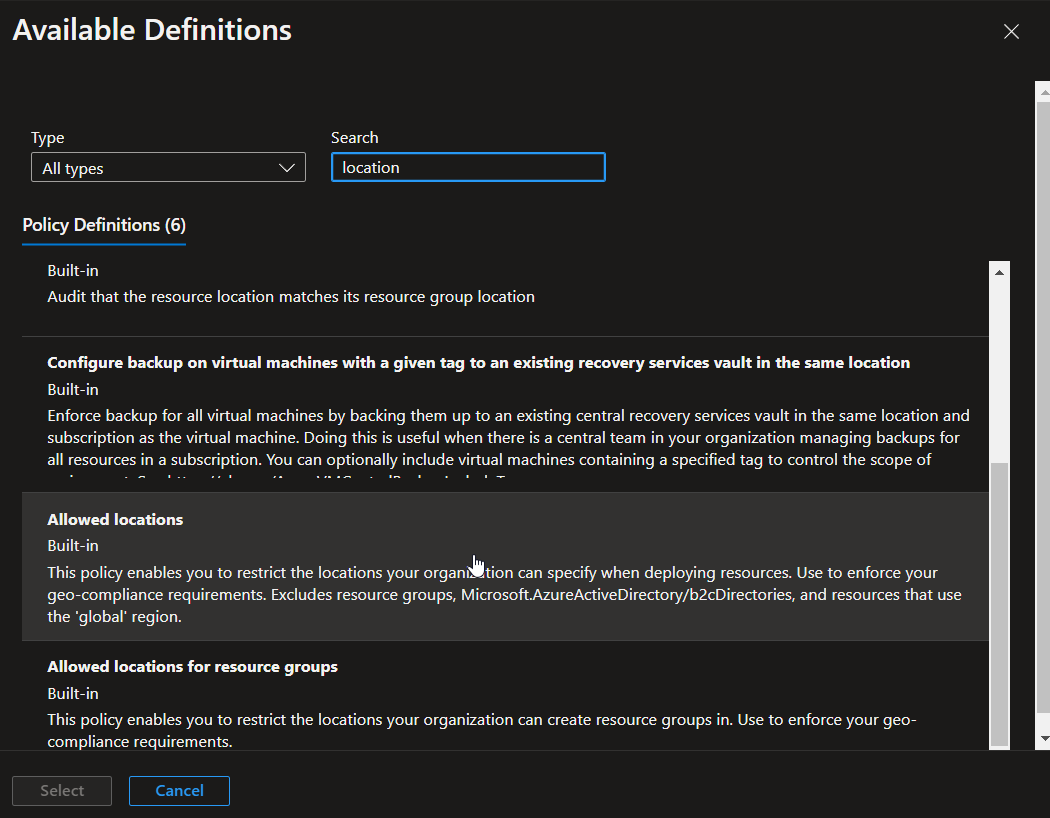 Available Definitions
Type
Search
All types
location
Policy Definitions (6)
Built-in
Audit that the resource location matches its resource group location
Configure backup on virtual machines with a given tag to an existing recovery services vault in the same location
Built-in
Enforce backup for all virtual machines by backing them up to an existing central recovery services vault in the same location and
subscription as the virtual machine. Doing this is useful when there is a central team in your organization managing backups for
all resources in a subscription. You can optionally include virtual machines containing a specified tag to control the scope of
Allowed locations
Built-in
This policy enables you to restrict the locations your organization can specify when deploying resources. Use to enforce your
geo-compliance requirements. Excludes resource groups, Microsoft.AzureActiveDirectory/b2cDirectories, and resources that use
the 'global' region.
Allowed locations for resource groups
Built-in
This policy enables you to restrict the locations your organization can create resource groups in. Use to enforce your geo-
compliance requirements.
Select
Cancel